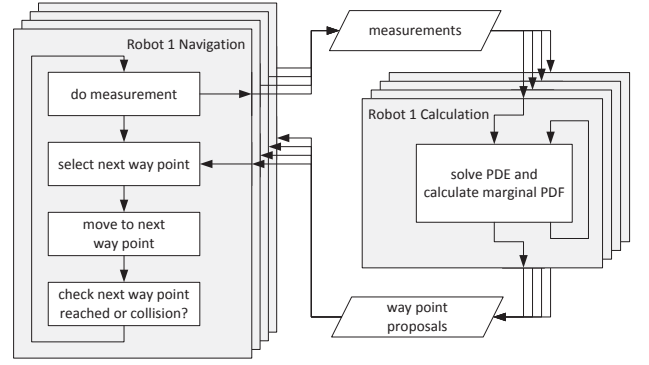 Robot 1 Navigation
do measurement
select next way point
move to next
way point
check next way point
reached or collision?
measurements
Robot 1 Calculation
solve PDE and
calculate marginal PDF
way point
proposals